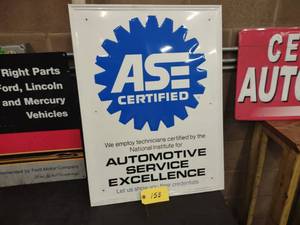 Right Parts
Ford, Lincoln
and Mercury
Vehicles
ASE
CERTIFIED
We employ technicians certified by the
National Institute for
AUTOMOTIVE
SERVICE
EXCELLENCE
Let us show you their credentials
CE
AUTO